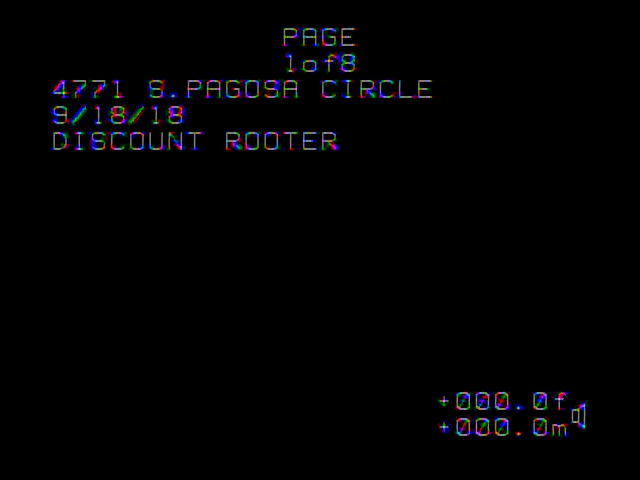 PAGE
1of8
4771 S.PAGOSA CIRCLE
9/18/18
DISCOUNT ROOTER
+000.0f
+000.0m